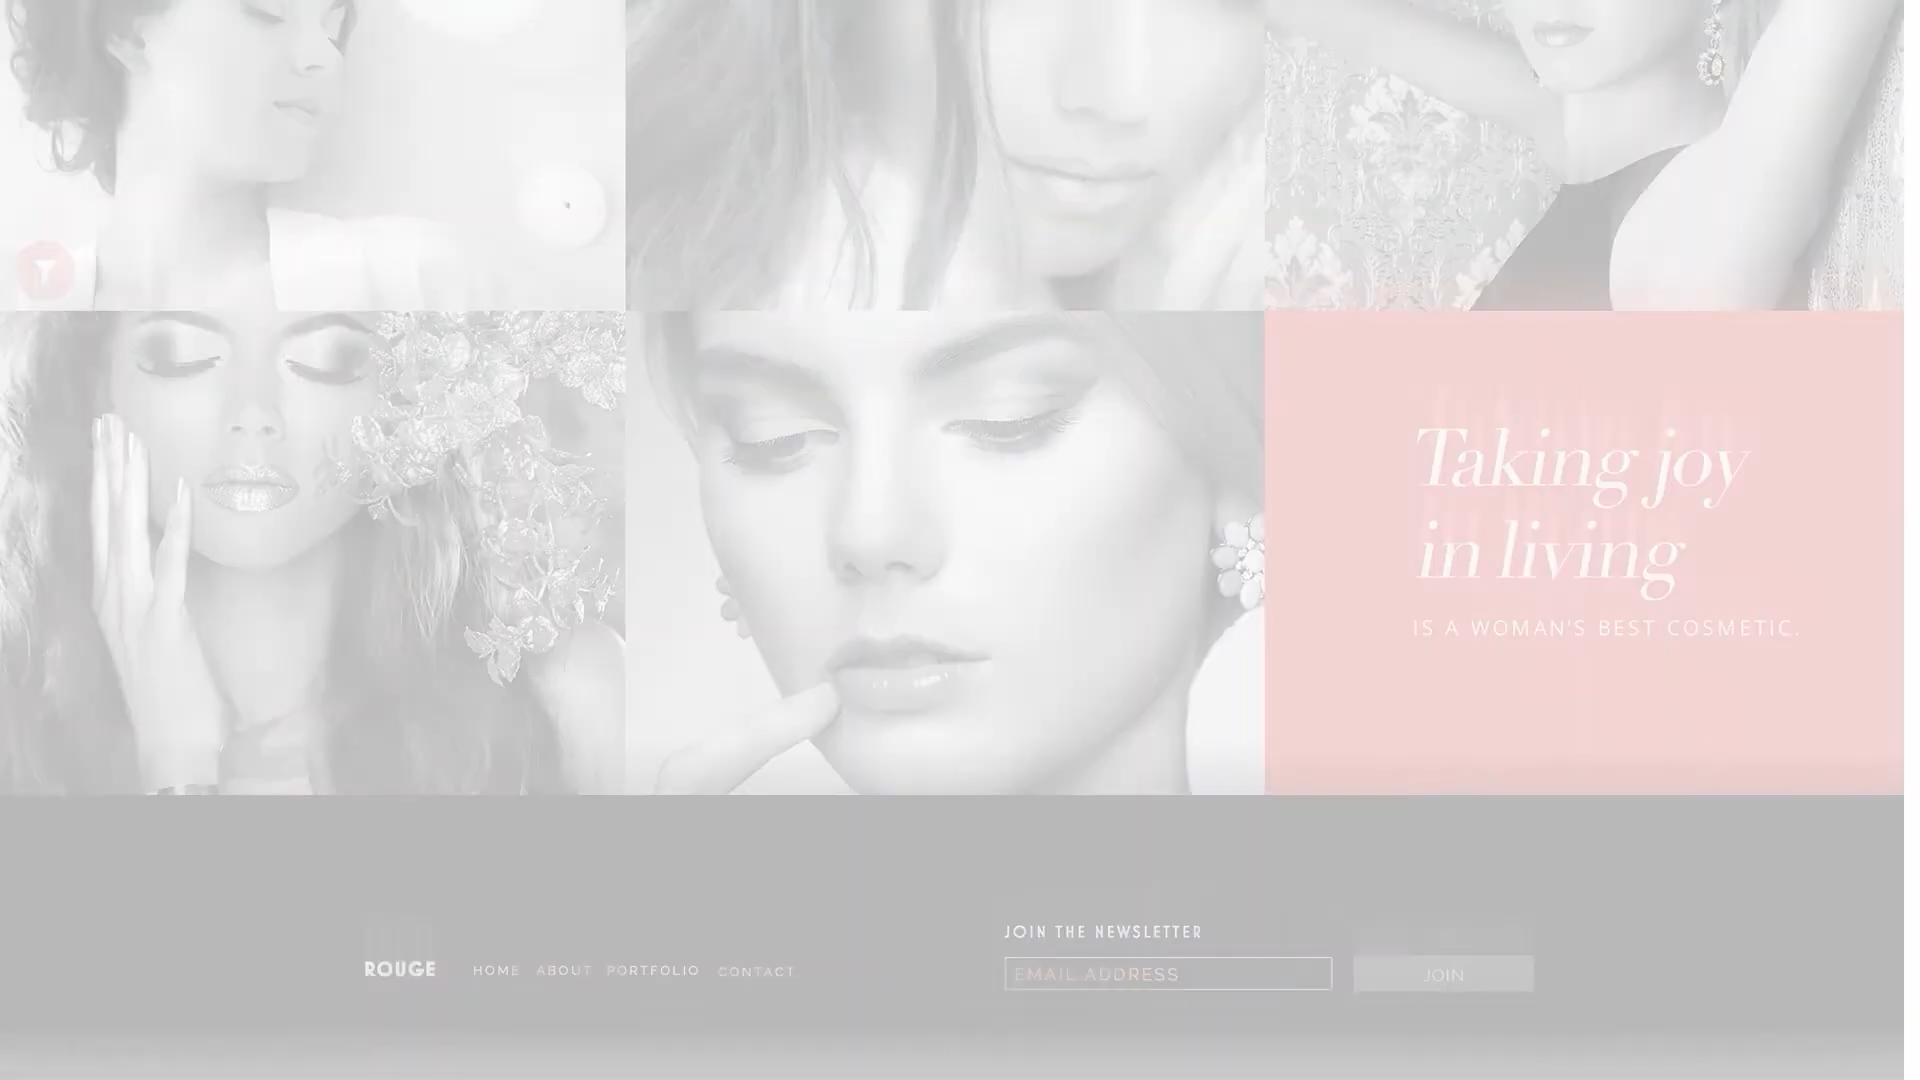 Taking joy
in living
IS A WOMAN'S BEST COSMETIC.
JOIN THE NEWSLETTER
ROUGE HOME ABOUT PORTFOLIO CONTACT
EMAIL ADDRESS JOIN